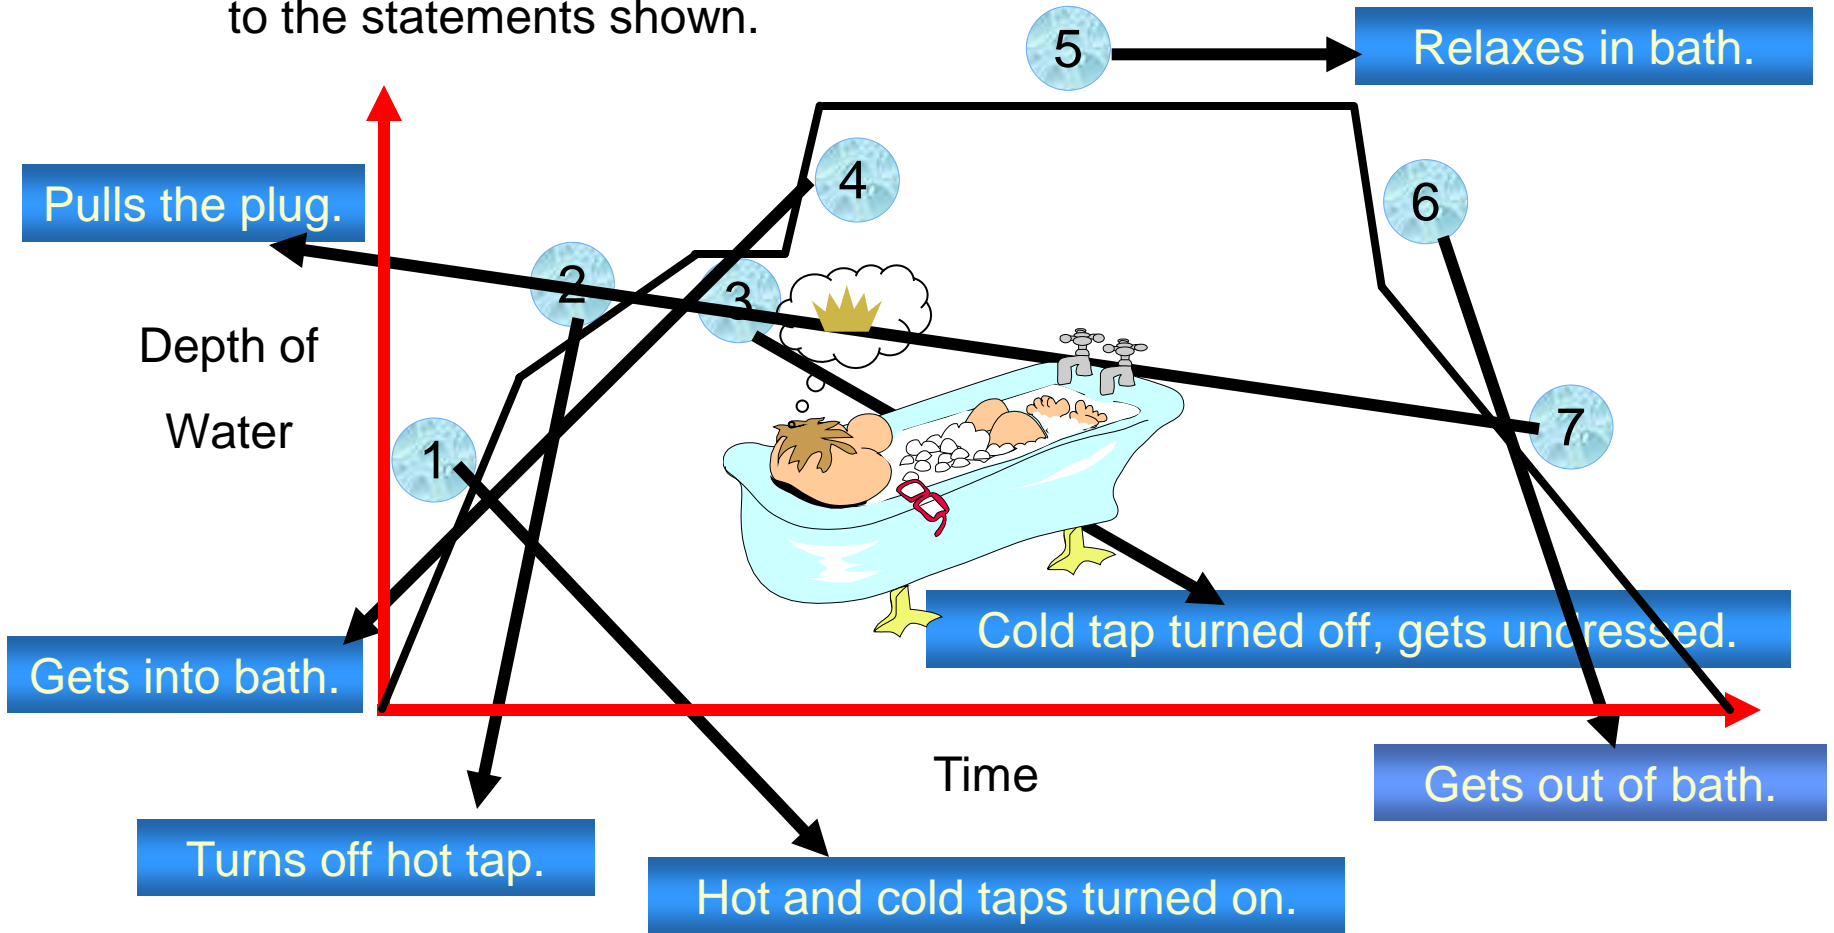 to the statements shown.
5
Relaxes in bath.
4
Pulls the plug.
6
2
3
Depth of
Water
7
1
Cold tap turned off, gets undressed.
Gets into bath.
Time
Gets out of bath.
Turns off hot tap.
Hot and cold taps turned on.